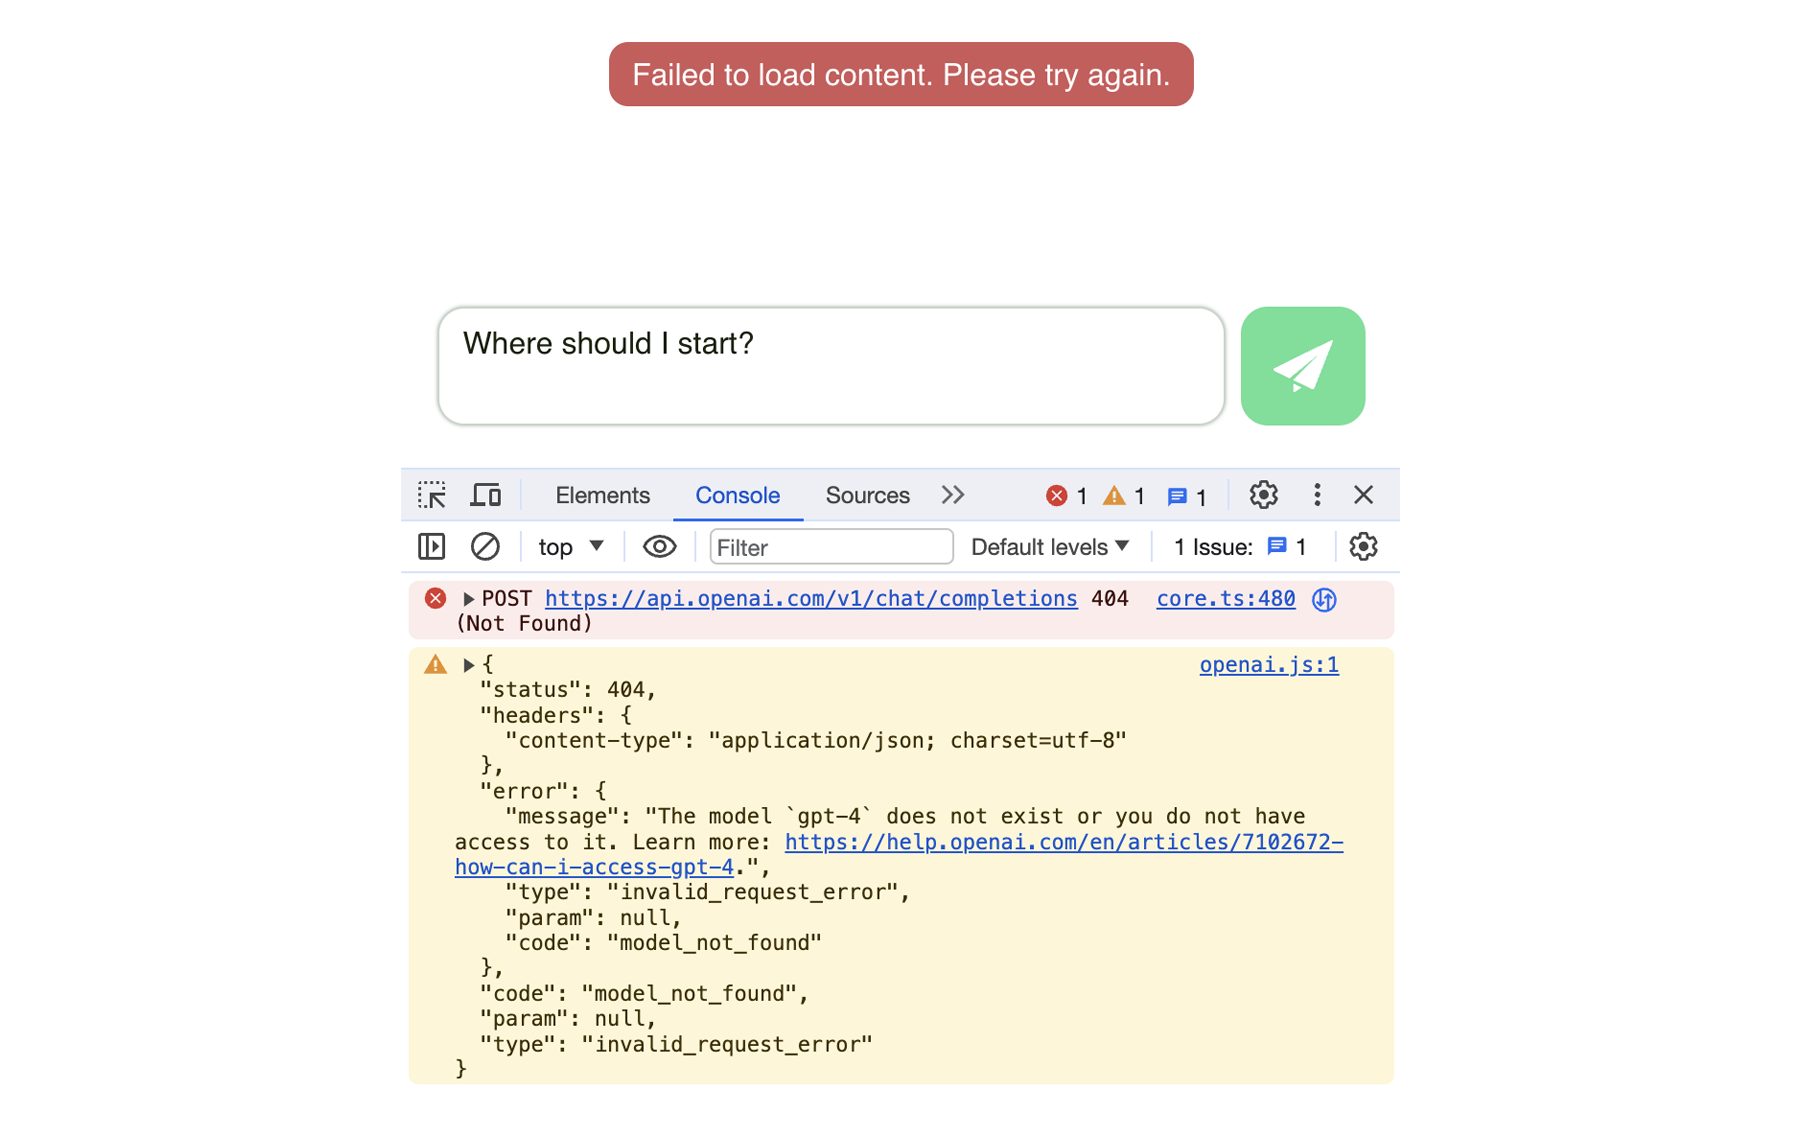 Failed to load content. Please try again.
Where should I start?
Elements Console Sources 1 1 1
top Filter Default levels 1 Issue: 1
POST https://api.openai.com/v1/chat/completions 404 core.ts:480
(Not Found)
{ openai.js:1
"status": 404,
"headers": {
"content-type": "application/json; charset=utf-8"
},
"error": {
"message": "The model `gpt-4` does not exist or you do not have
access to it. Learn more: https://help.openai.com/en/articles/7102672-
how-can-i-access-gpt-4.",
"type": "invalid_request_error",
"param": null,
"code": "model_not_found"
},
"code": "model_not_found",
"param": null,
"type": "invalid_request_error"
}